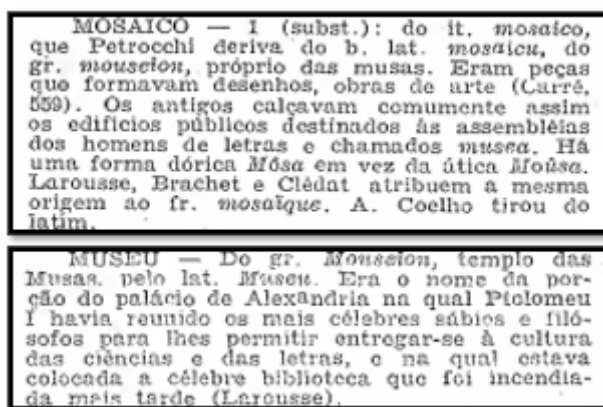 MOSAICO — 1 (subst.): do it. mosaico,
que Petrocchi deriva do b. lat. mosaicu, do
gr. mouseion, próprio das musas. Eram peças
que formavam desenhos, obras de arte (Carré,
559). Os antigos calçavam comumente assim
os edifícios públicos destinados às assembléias
dos homens de letras e chamados musea. Há
uma forma dórica Môsa em vez da ática Moûsa.
Larousse, Brachet e Clédat atribuem a mesma
origem ao fr. mosaïque. A. Coelho tirou do
latim.
MUSEU — Do gr. Mouseion, templo das
Musas, pelo lat. Museu. Era o nome da por-
ção do palácio de Alexandria na qual Ptolomeu
I havia reunido os mais célebres sábios e filó-
sofos para lhes permitir entregar-se à cultura
das ciências e das letras, e na qual estava
colocada a célebre biblioteca que foi incendia-
da mais tarde (Larousse).